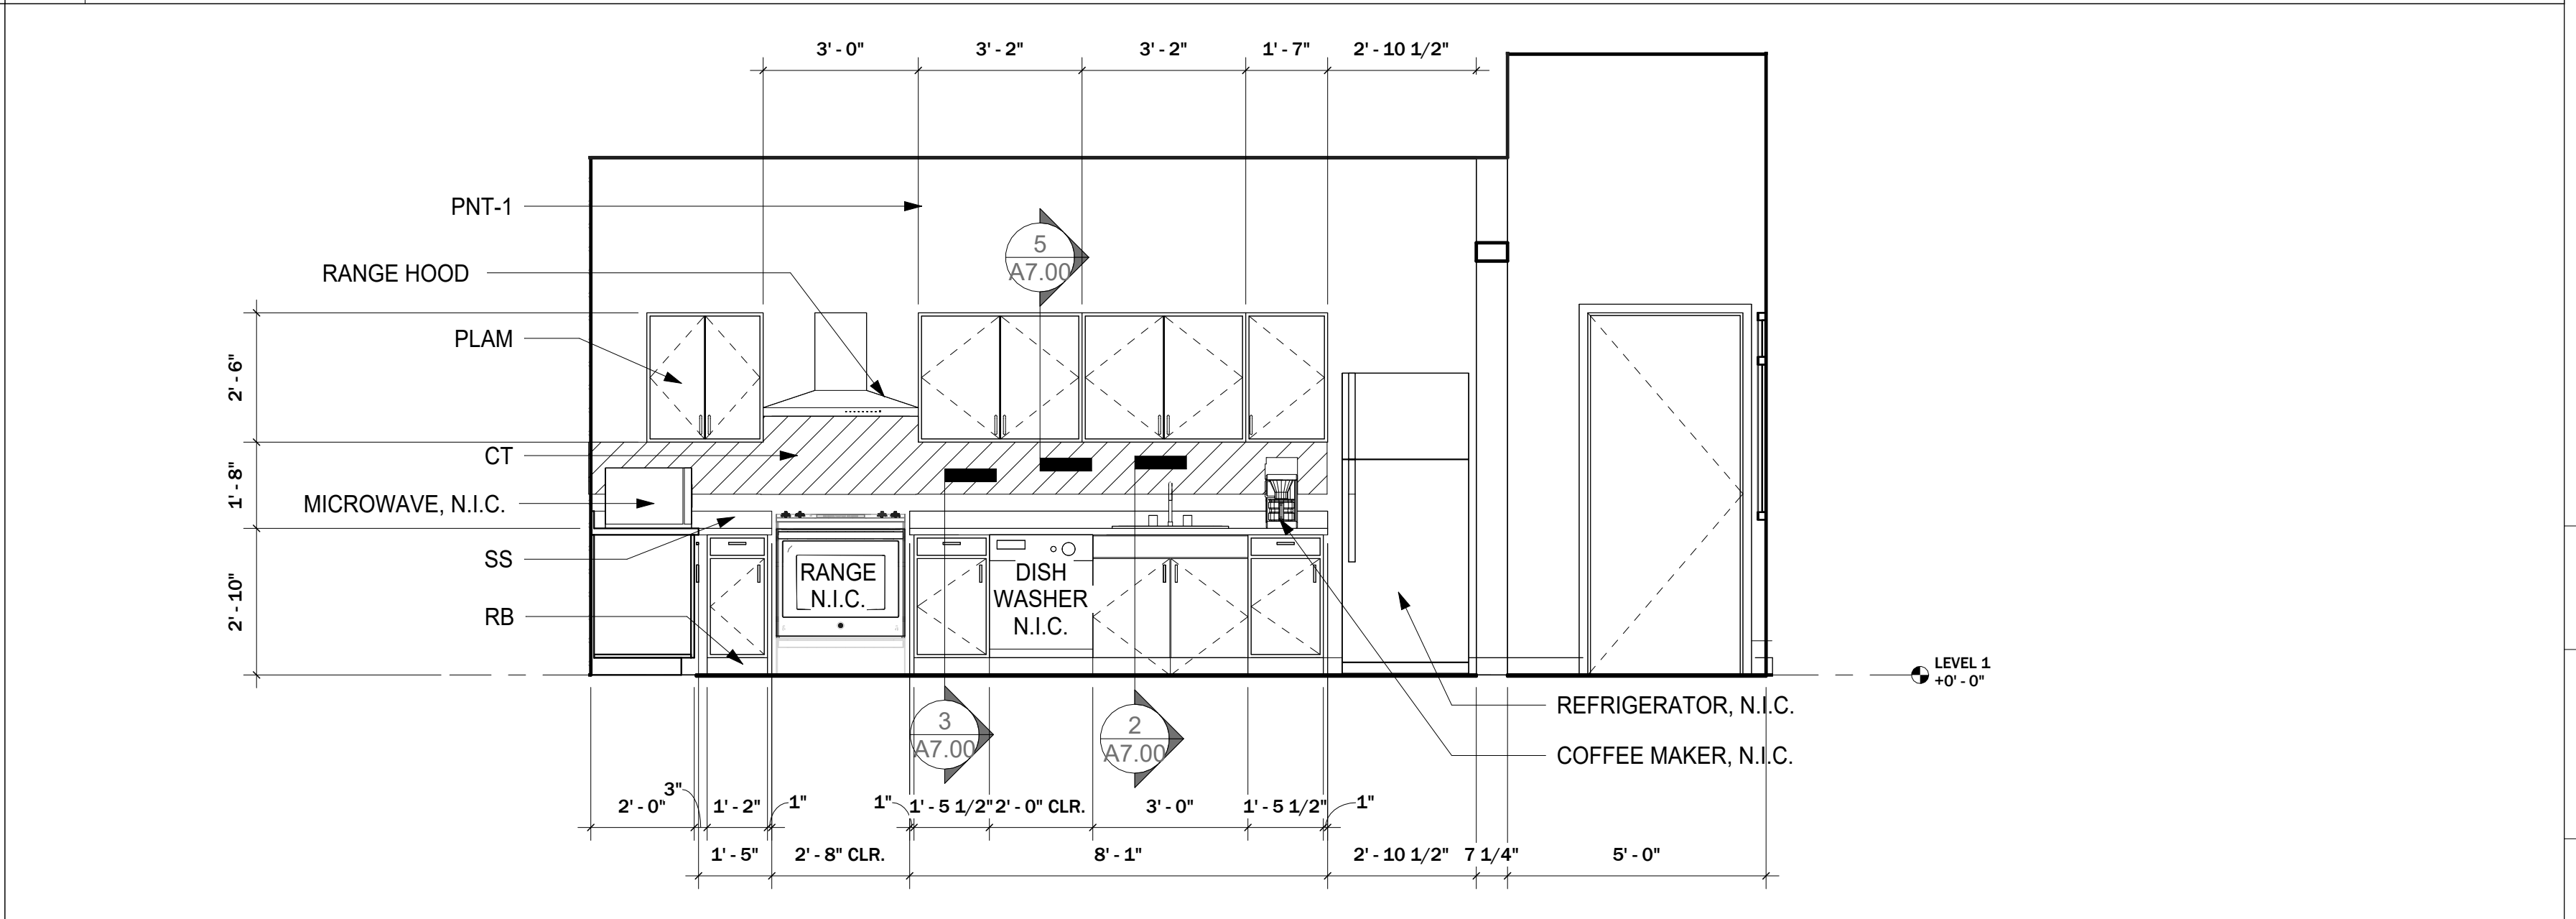 3' - 0"
3' - 2"
3' - 2"
1' - 7"
2' - 10 1/2"
PNT-1
5
A7.00
RANGE HOOD
PLAM
2' - 6"
CT
1' - 8"
MICROWAVE, N.I.C.
SS
RANGE
N.I.C.
DISH
WASHER
N.I.C.
2' - 10"
RB
LEVEL 1
+0' - 0"
REFRIGERATOR, N.I.C.
3
A7.00
2
A7.00
COFFEE MAKER, N.I.C.
2' - 0"
3"
1' - 2"
1"
1"
1' - 5 1/2"
2' - 0" CLR.
3' - 0"
1' - 5 1/2"
1"
1' - 5"
2' - 8" CLR.
8' - 1"
2' - 10 1/2"
7 1/4"
5' - 0"